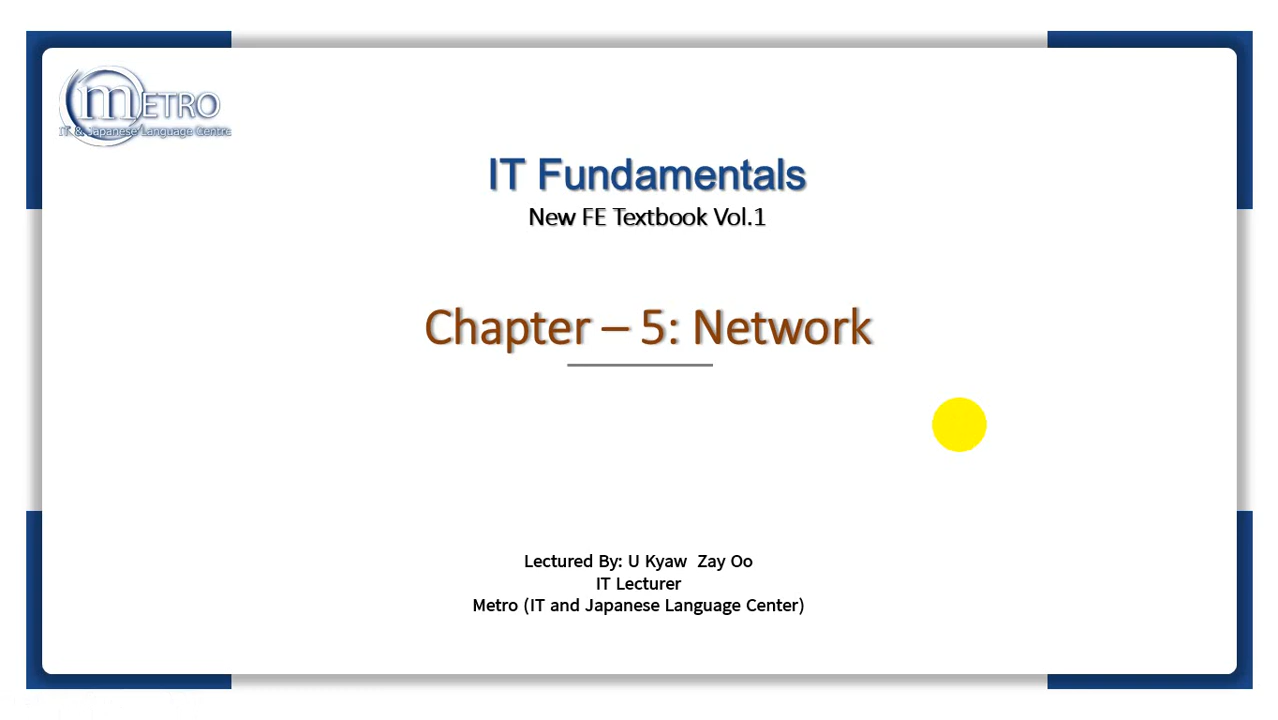 METRO
IT & Japanese Language Centre
IT Fundamentals
New FE Textbook Vol.1
Chapter – 5: Network
Lectured By: U Kyaw  Zay Oo
IT Lecturer
Metro (IT and Japanese Language Center)